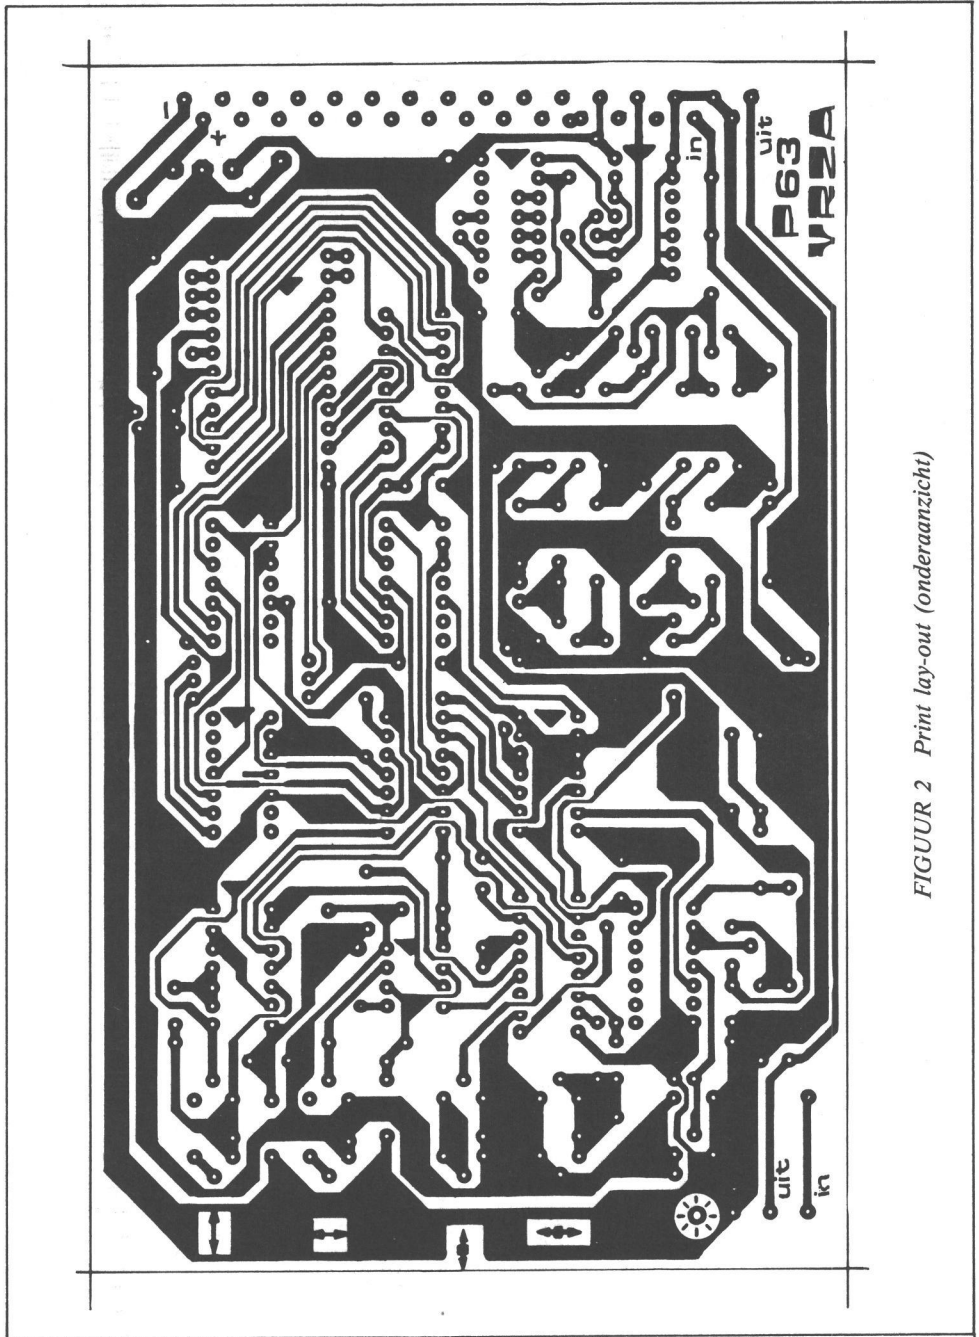 − +
in
uit
P63
VRZA
uit
in
FIGUUR 2 Print lay-out (onderaanzicht)